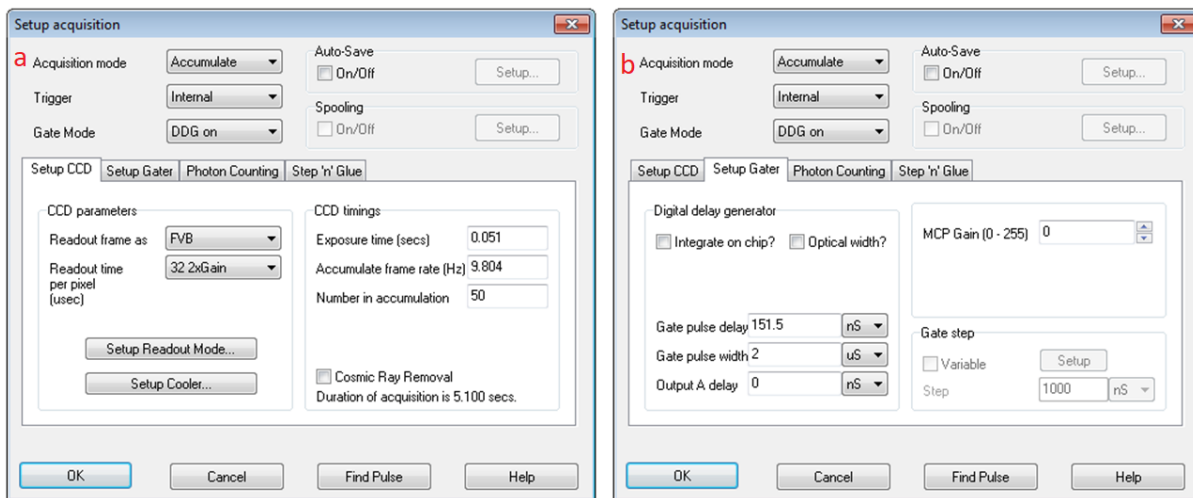 Setup acquisition
a
Acquisition mode Accumulate
Trigger Internal
Gate Mode DDG on
Auto-Save
On/Off Setup...
Spooling
On/Off Setup...
Setup CCD Setup Gater Photon Counting Step 'n' Glue
CCD parameters
Readout frame as FVB
Readout time 32 2xGain
per pixel
(usec)
Setup Readout Mode...
Setup Cooler...
CCD timings
Exposure time (secs) 0.051
Accumulate frame rate (Hz) 9.804
Number in accumulation 50
Cosmic Ray Removal
Duration of acquisition is 5.100 secs.
OK Cancel Find Pulse Help
Setup acquisition
b
Acquisition mode Accumulate
Trigger Internal
Gate Mode DDG on
Auto-Save
On/Off Setup...
Spooling
On/Off Setup...
Setup CCD Setup Gater Photon Counting Step 'n' Glue
Digital delay generator
Integrate on chip? Optical width?
Gate pulse delay 151.5 nS
Gate pulse width 2 uS
Output A delay 0 nS
MCP Gain (0 - 255) 0
Gate step
Variable Setup
Step 1000 nS
OK Cancel Find Pulse Help